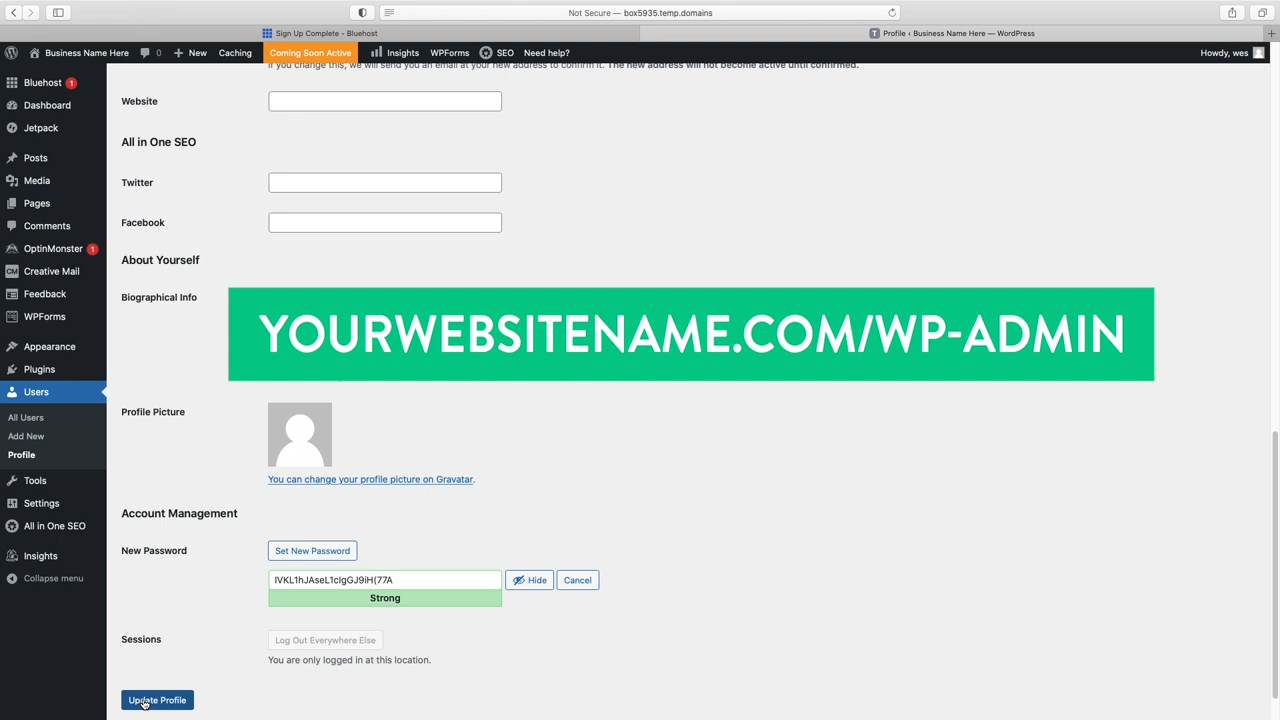 Not Secure — box5935.temp.domains
Sign Up Complete - Bluehost
Profile ‹ Business Name Here — WordPress
Business Name Here 0 New Caching Coming Soon Active Insights WPForms SEO Need help? Howdy, wes
Bluehost 1
Dashboard
Jetpack
Posts
Media
Pages
Comments
OptinMonster 1
CM Creative Mail
Feedback
WPForms
Appearance
Plugins
Users
All Users
Add New
Profile
Tools
Settings
All in One SEO
Insights
Collapse menu
If you change this, we will send you an email at your new address to confirm it. The new address will not become active until confirmed.
Website
All in One SEO
Twitter
Facebook
About Yourself
Biographical Info
YOURWEBSITENAME.COM/WP-ADMIN
Profile Picture
You can change your profile picture on Gravatar.
Account Management
New Password Set New Password
Hide Cancel
Strong
Sessions Log Out Everywhere Else
You are only logged in at this location.
Update Profile